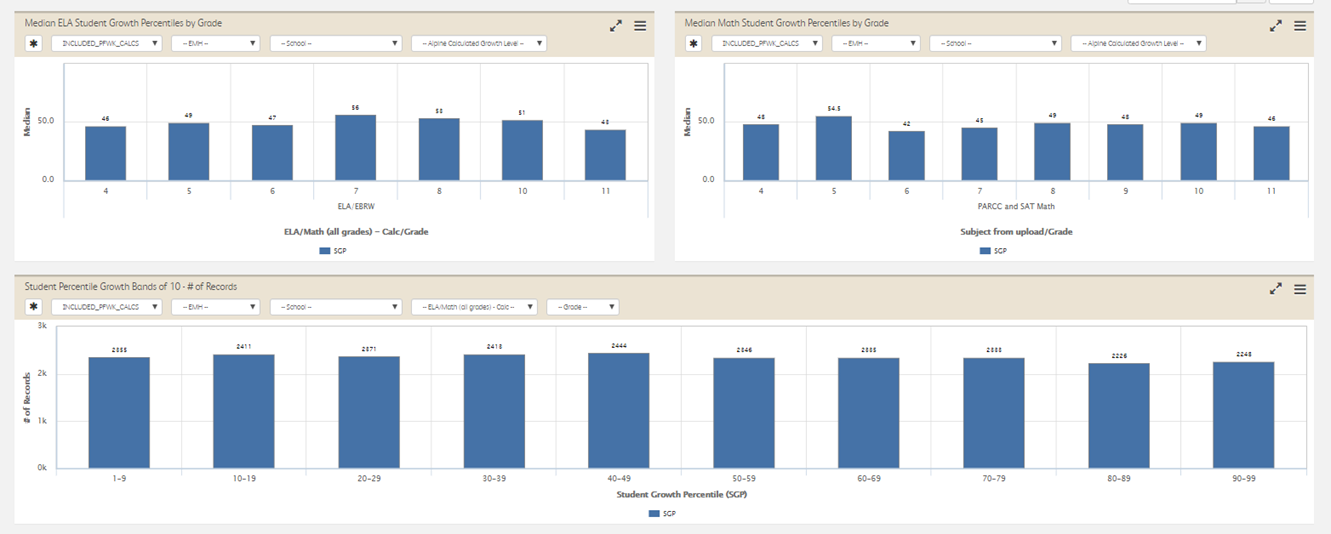 Median ELA Student Growth Percentiles by Grade
✱ INCLUDED_PFWK_CALCS -- EMH -- -- School -- -- Alpine Calculated Growth Level --
Median
50.0
0.0
46 49 47 56 53 51 43
4 5 6 7 8 10 11
ELA/EBRW
ELA/Math (all grades) – Calc/Grade
SGP
Median Math Student Growth Percentiles by Grade
✱ INCLUDED_PFWK_CALCS -- EMH -- -- School -- -- Alpine Calculated Growth Level --
Median
50.0
0.0
48 54.5 42 45 49 48 49 46
4 5 6 7 8 9 10 11
PARCC and SAT Math
Subject from upload/Grade
SGP
Student Percentile Growth Bands of 10 - # of Records
✱ INCLUDED_PFWK_CALCS -- EMH -- -- School -- -- ELA/Math (all grades) - Calc -- -- Grade --
# of Records
3k
2k
1k
0k
2411 2371 2413 2444 2346 2226
1–9 10–19 20–29 30–39 40–49 50–59 60–69 70–79 80–89 90–99
Student Growth Percentile (SGP)
SGP